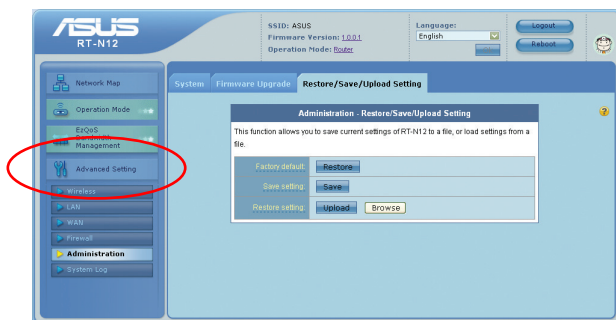 ASUS
RT-N12
SSID: ASUS
Firmware Version: 1.0.0.1
Operation Mode: Router
Language:
English
Logout
Reboot
Network Map
Operation Mode
EzQoS
Bandwidth
Management
Advanced Setting
Wireless
LAN
WAN
Firewall
Administration
System Log
System
Firmware Upgrade
Restore/Save/Upload Setting
Administration - Restore/Save/Upload Setting
This function allows you to save current settings of RT-N12 to a file, or load settings from a
file.
Factory default: Restore
Save setting: Save
Restore setting: Upload Browse